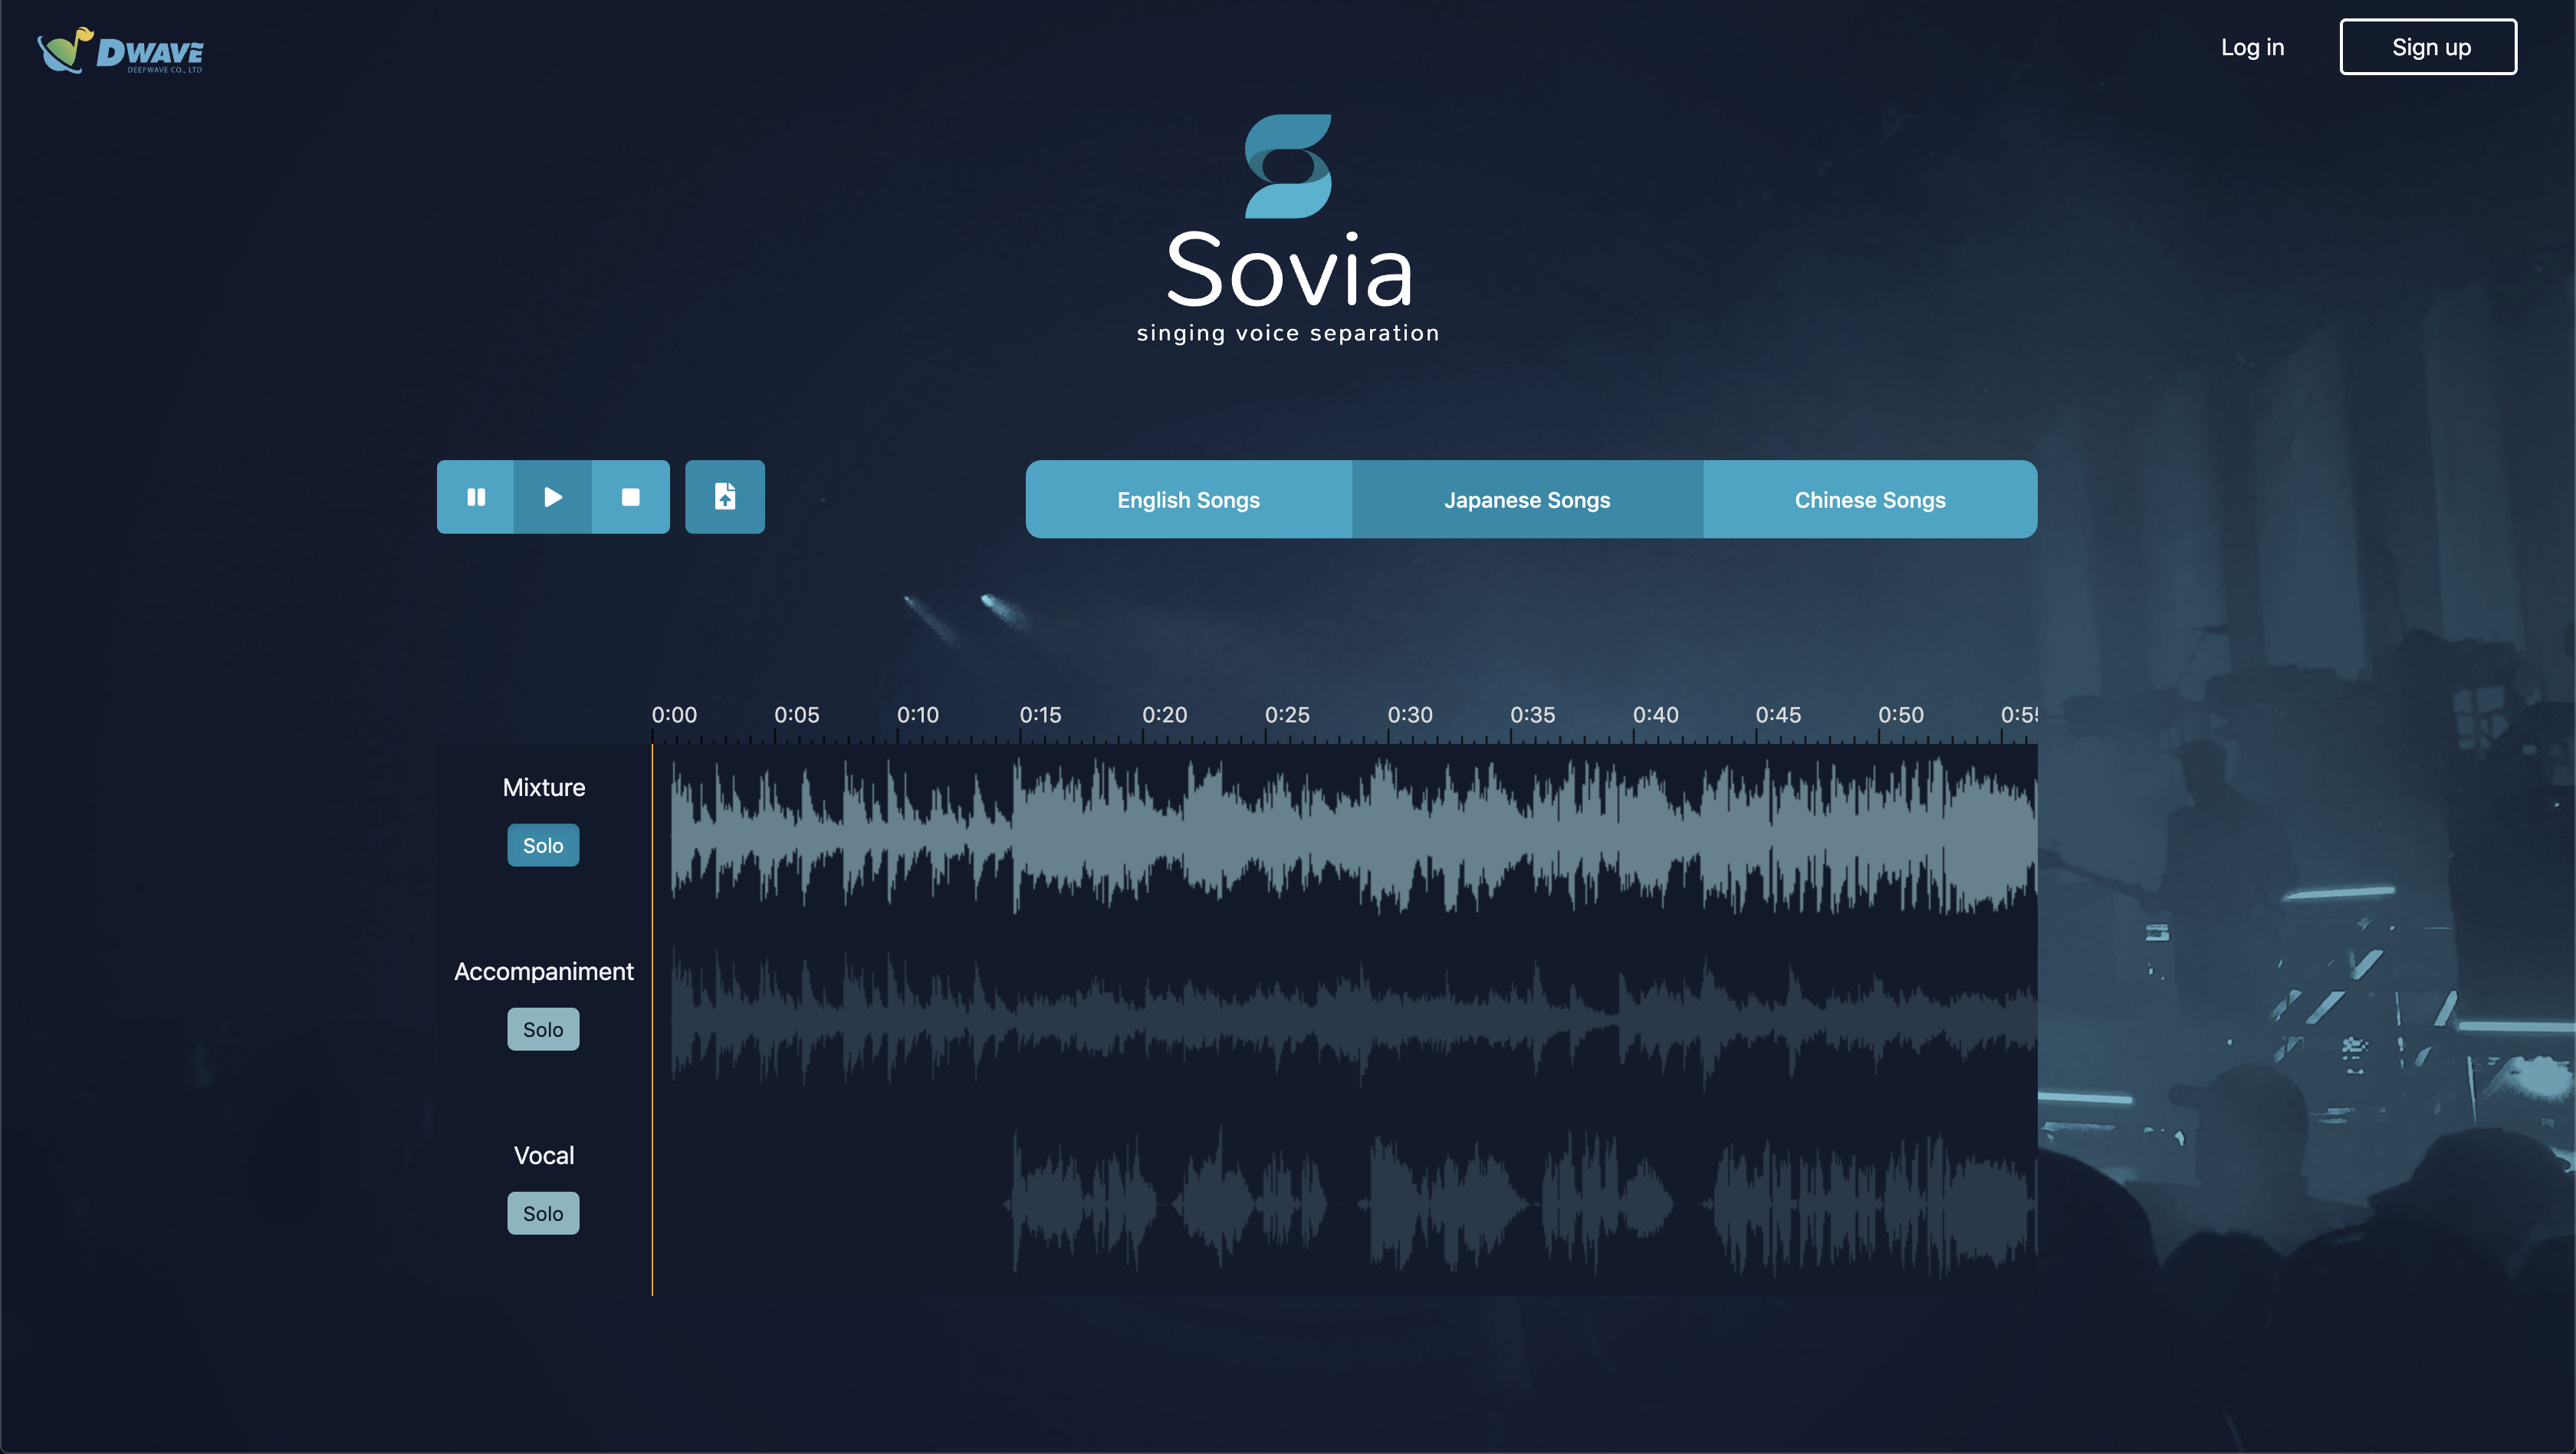 DWAVE
DEEPWAVE CO., LTD
Log in
Sign up
Sovia
singing voice separation
English Songs
Japanese Songs
Chinese Songs
0:00 0:05 0:10 0:15 0:20 0:25 0:30 0:35 0:40 0:45 0:50 0:55
Mixture
Solo
Accompaniment
Solo
Vocal
Solo